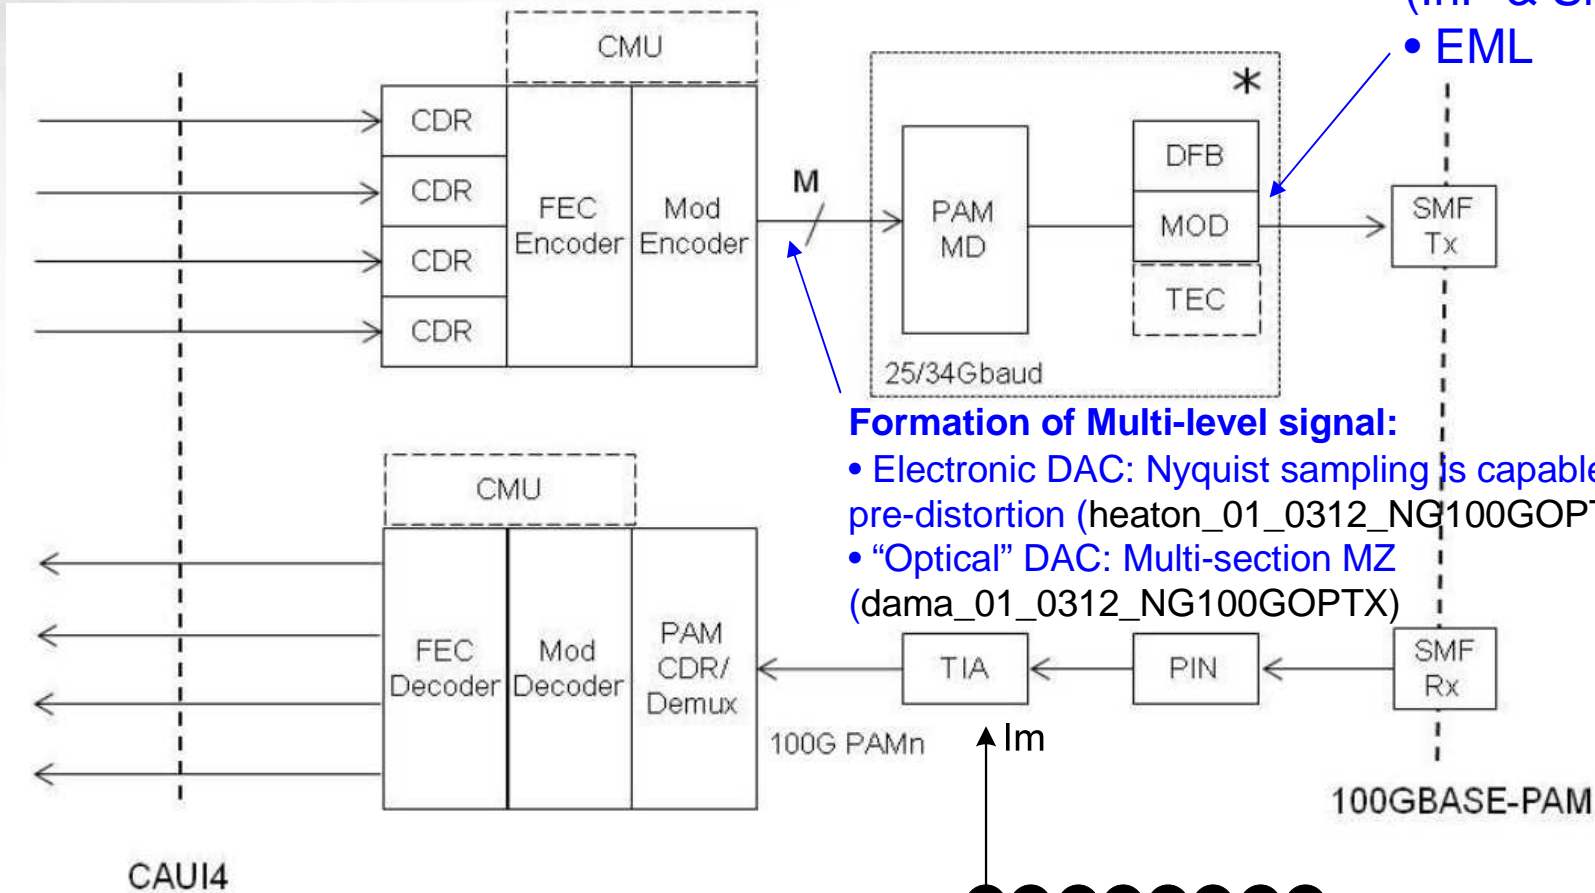 • EML
CMU
*
CDR
CDR
CDR
CDR
FEC
Encoder
Mod
Encoder
M
PAM
MD
DFB
MOD
TEC
SMF
Tx
25/34Gbaud
Formation of Multi-level signal:
• Electronic DAC: Nyquist sampling is capable
pre-distortion (heaton_01_0312_NG100GOPT
• “Optical” DAC: Multi-section MZ
(dama_01_0312_NG100GOPTX)
CMU
FEC
Decoder
Mod
Decoder
PAM
CDR/
Demux
TIA
PIN
SMF
Rx
100G PAMn
Im
100GBASE-PAM
CAUI4